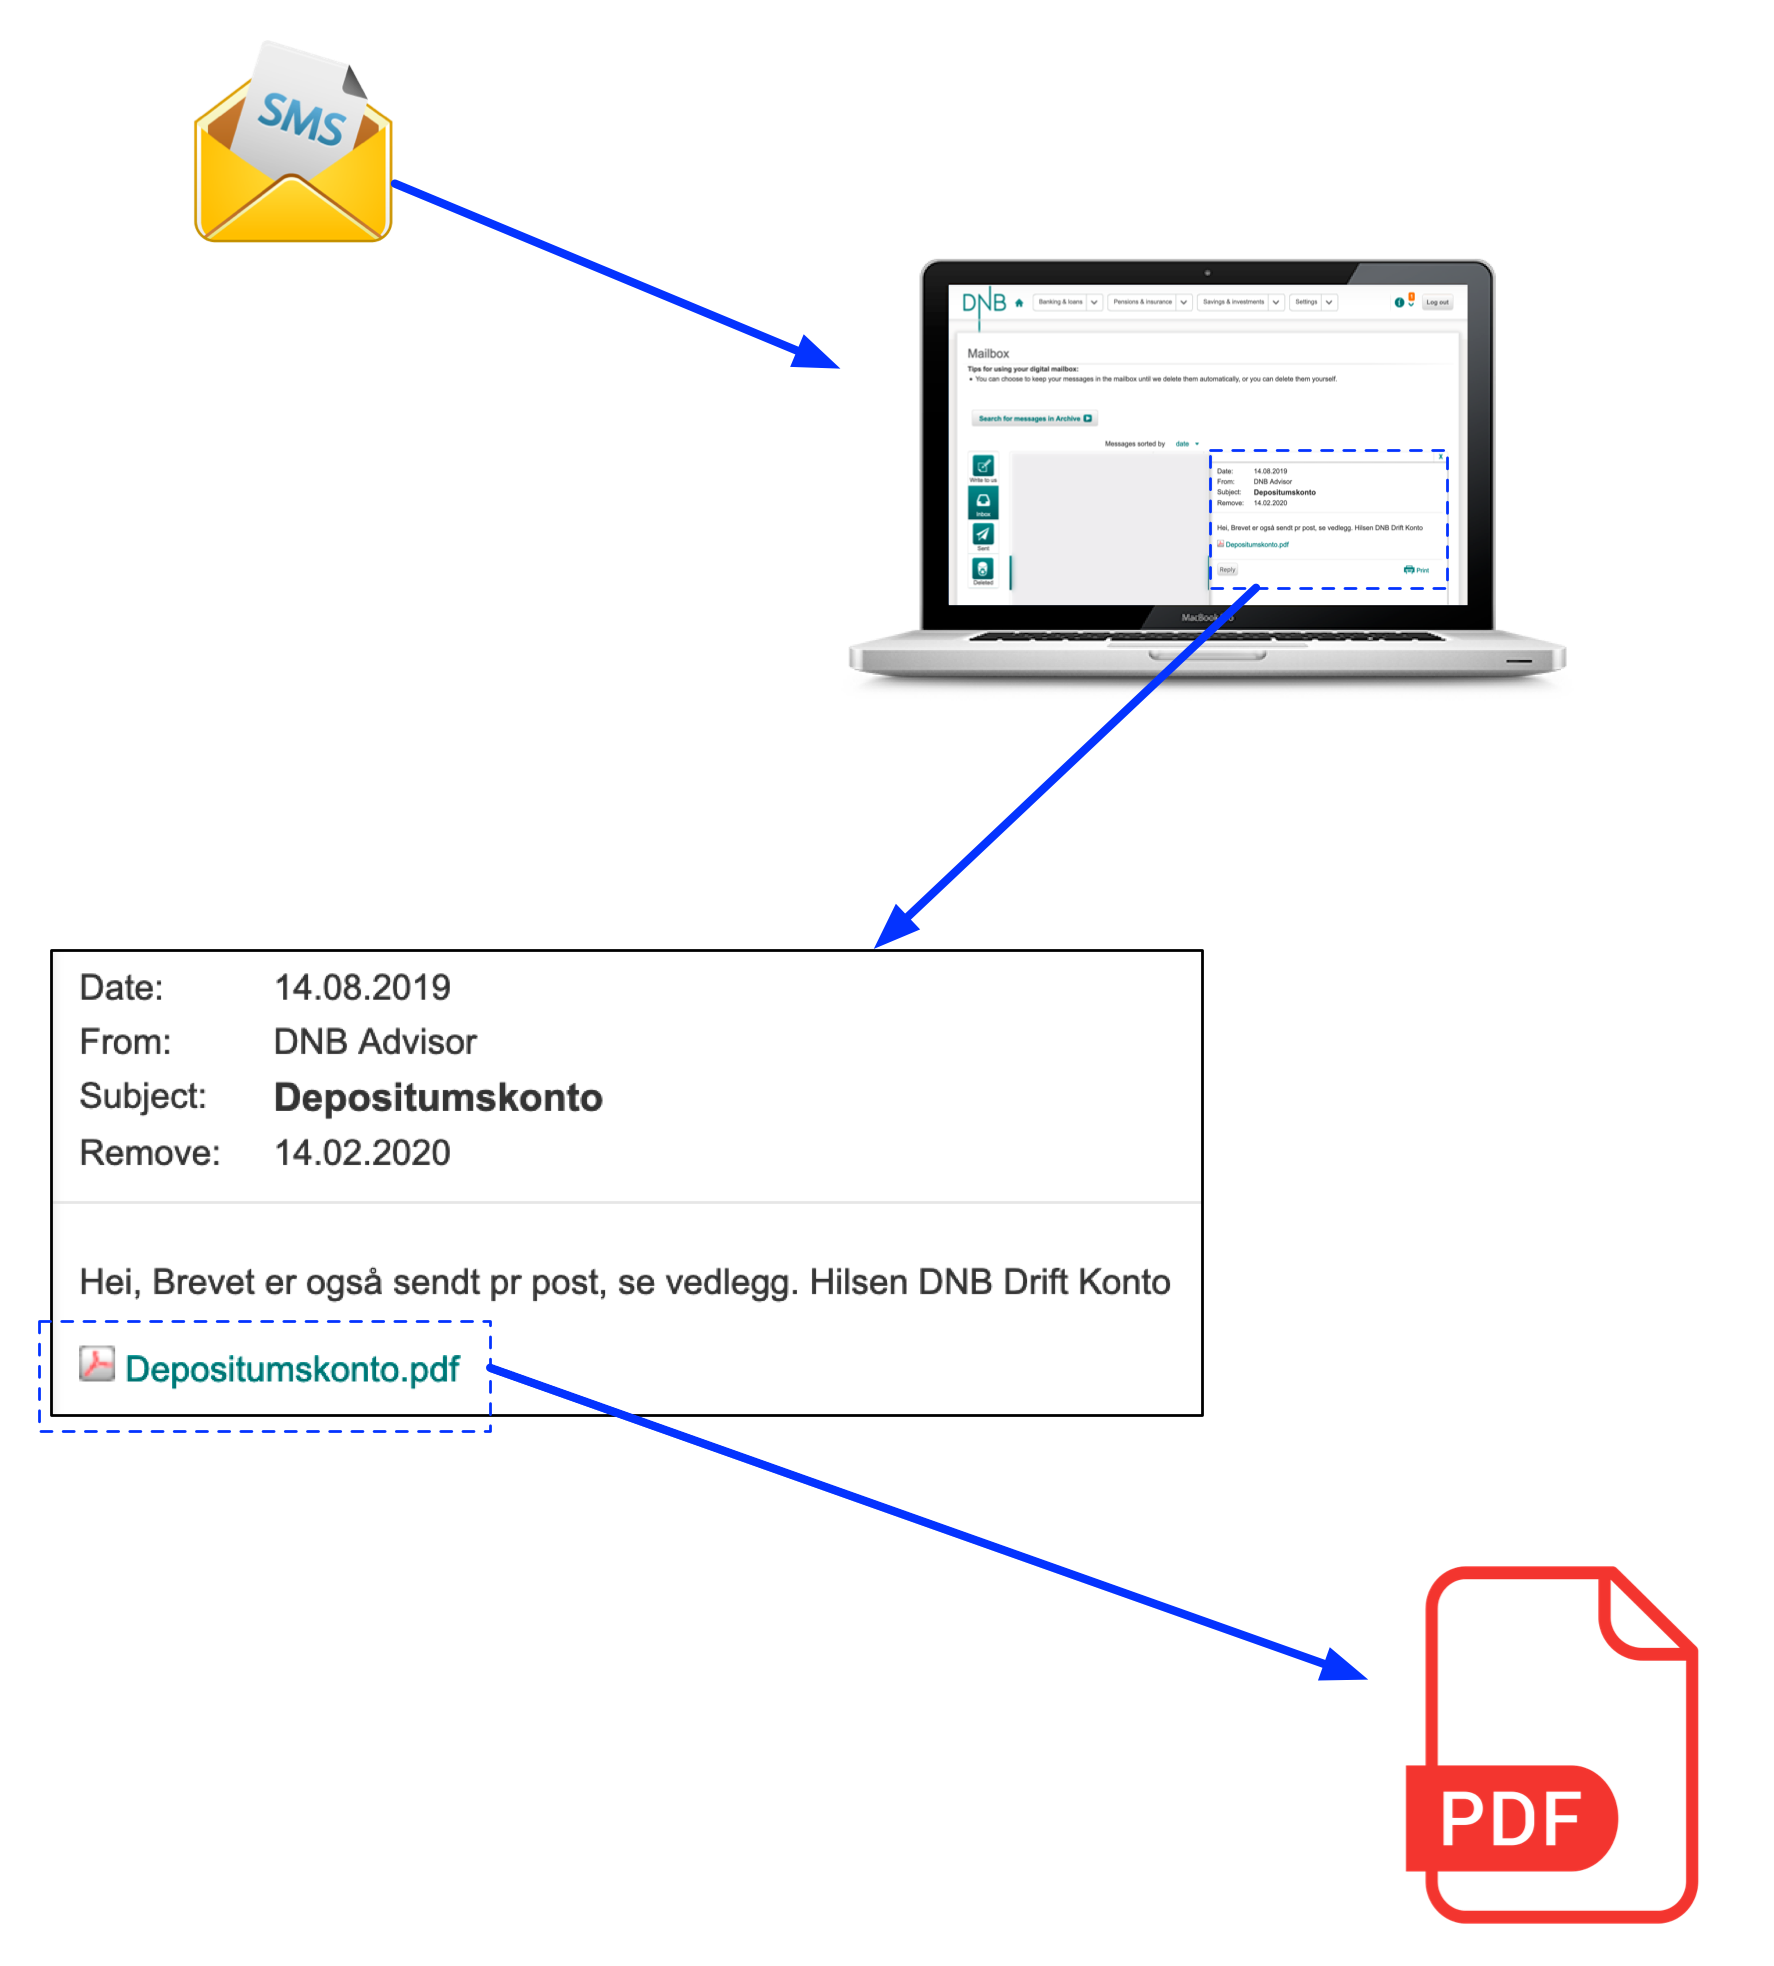 SMS
DNB
Banking & loans
Pensions & insurance
Savings & investments
Settings
Log out
Mailbox
Tips for using your digital mailbox:
• You can choose to keep your messages in the mailbox until we delete them automatically, or you can delete them yourself.
Search for messages in Archive
Messages sorted by date
Write to us
Inbox
Sent
Deleted
X
Date: 14.08.2019
From: DNB Advisor
Subject: Depositumskonto
Remove: 14.02.2020
Hei, Brevet er også sendt pr post, se vedlegg. Hilsen DNB Drift Konto
Depositumskonto.pdf
Reply
Print
Date: 14.08.2019
From: DNB Advisor
Subject: Depositumskonto
Remove: 14.02.2020
Hei, Brevet er også sendt pr post, se vedlegg. Hilsen DNB Drift Konto
Depositumskonto.pdf
PDF